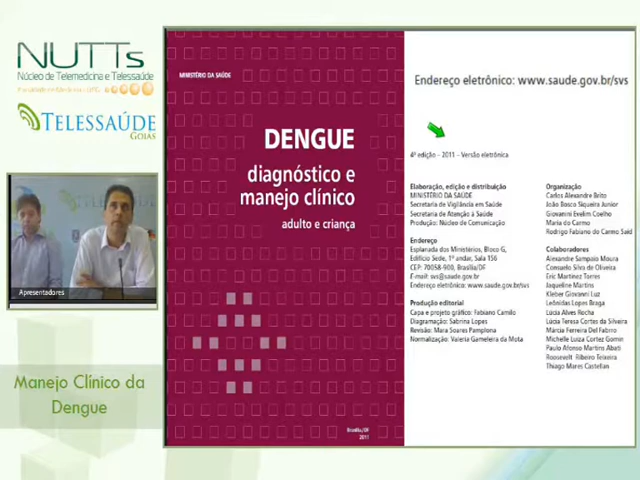 NUTTs
Núcleo de Telemedicina e Telessaúde
TELESSAÚDE
GOIÁS
Apresentadores
Manejo Clínico da
Dengue
MINISTÉRIO DA SAÚDE
DENGUE
diagnóstico e
manejo clínico
adulto e criança
Brasília/DF
2011
Endereço eletrônico: www.saude.gov.br/svs
4ª edição – 2011 – Versão eletrônica
Elaboração, edição e distribuição
MINISTÉRIO DA SAÚDE
Secretaria de Vigilância em Saúde
Secretaria de Atenção à Saúde
Produção: Núcleo de Comunicação
Endereço
Esplanada dos Ministérios, Bloco G,
Edifício Sede, 1º andar, Sala 156
CEP: 70058-900, Brasília/DF
E-mail: svs@saude.gov.br
Endereço eletrônico: www.saude.gov.br/svs
Produção editorial
Capa e projeto gráfico: Fabiano Camilo
Diagramação: Sabrina Lopes
Revisão: Mara Soares Pamplona
Normalização: Valeria Gameleira da Mota
Organização
Carlos Alexandre Brito
João Bosco Siqueira Junior
Giovanni Evelim Coelho
Maria do Carmo
Rodrigo Fabiano do Carmo Said
Colaboradores
Alexandre Sampaio Moura
Consuelo Silva de Oliveira
Eric Martinez Torres
Jaqueline Martins
Kleber Giovanni Luz
Leônidas Lopes Braga
Lúcia Alves Rocha
Lúcia Teresa Cortes da Silveira
Márcia Ferreira Del Fabrro
Michelle Luiza Cortez Gomin
Paulo Afonso Martins Abati
Roosevelt Ribeiro Teixeira
Thiago Mares Castellan